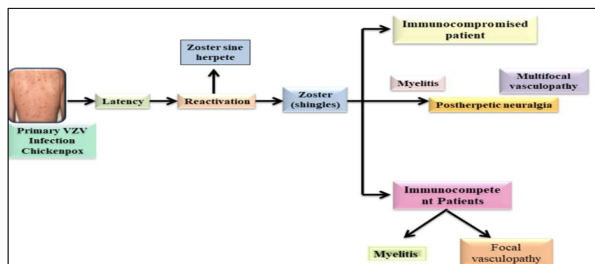 Immunocompromised
patient
Zoster sine
herpete
Myelitis
Multifocal
vasculopathy
Latency
Reactivation
Zoster
(shingles)
Postherpetic neuralgia
Primary VZV
Infection
Chickenpox
Immunocompete
nt Patients
Myelitis
Focal
vasculopathy